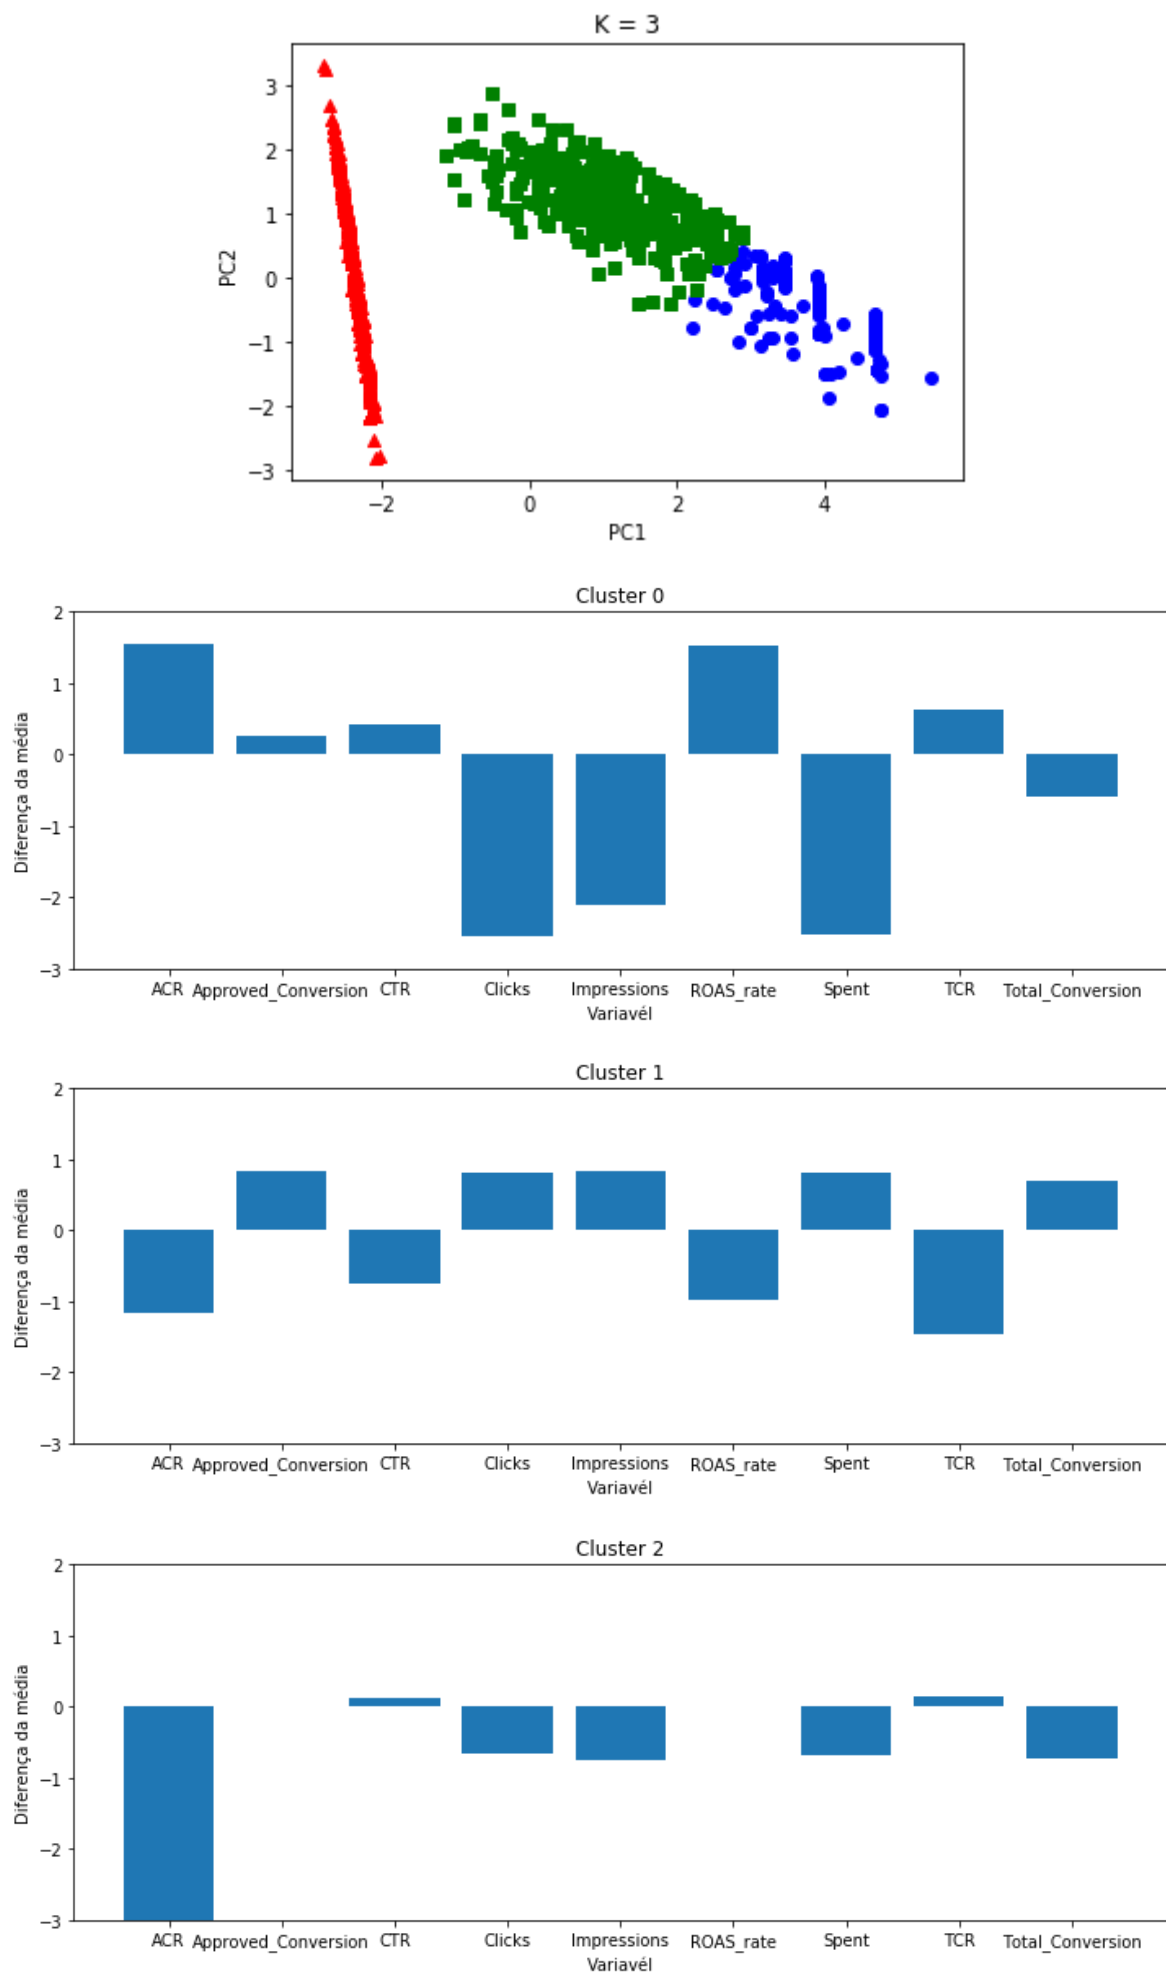 K = 3
3
2
1
0
−1
−2
−3
PC2
−2 0 2 4
PC1
Cluster 0
2
1
0
−1
−2
−3
Diferença da média
ACR Approved_Conversion CTR Clicks Impressions ROAS_rate Spent TCR Total_Conversion
Variavél
Cluster 1
2
1
0
−1
−2
−3
Diferença da média
ACR Approved_Conversion CTR Clicks Impressions ROAS_rate Spent TCR Total_Conversion
Variavél
Cluster 2
2
1
0
−1
−2
−3
Diferença da média
ACR Approved_Conversion CTR Clicks Impressions ROAS_rate Spent TCR Total_Conversion
Variavél